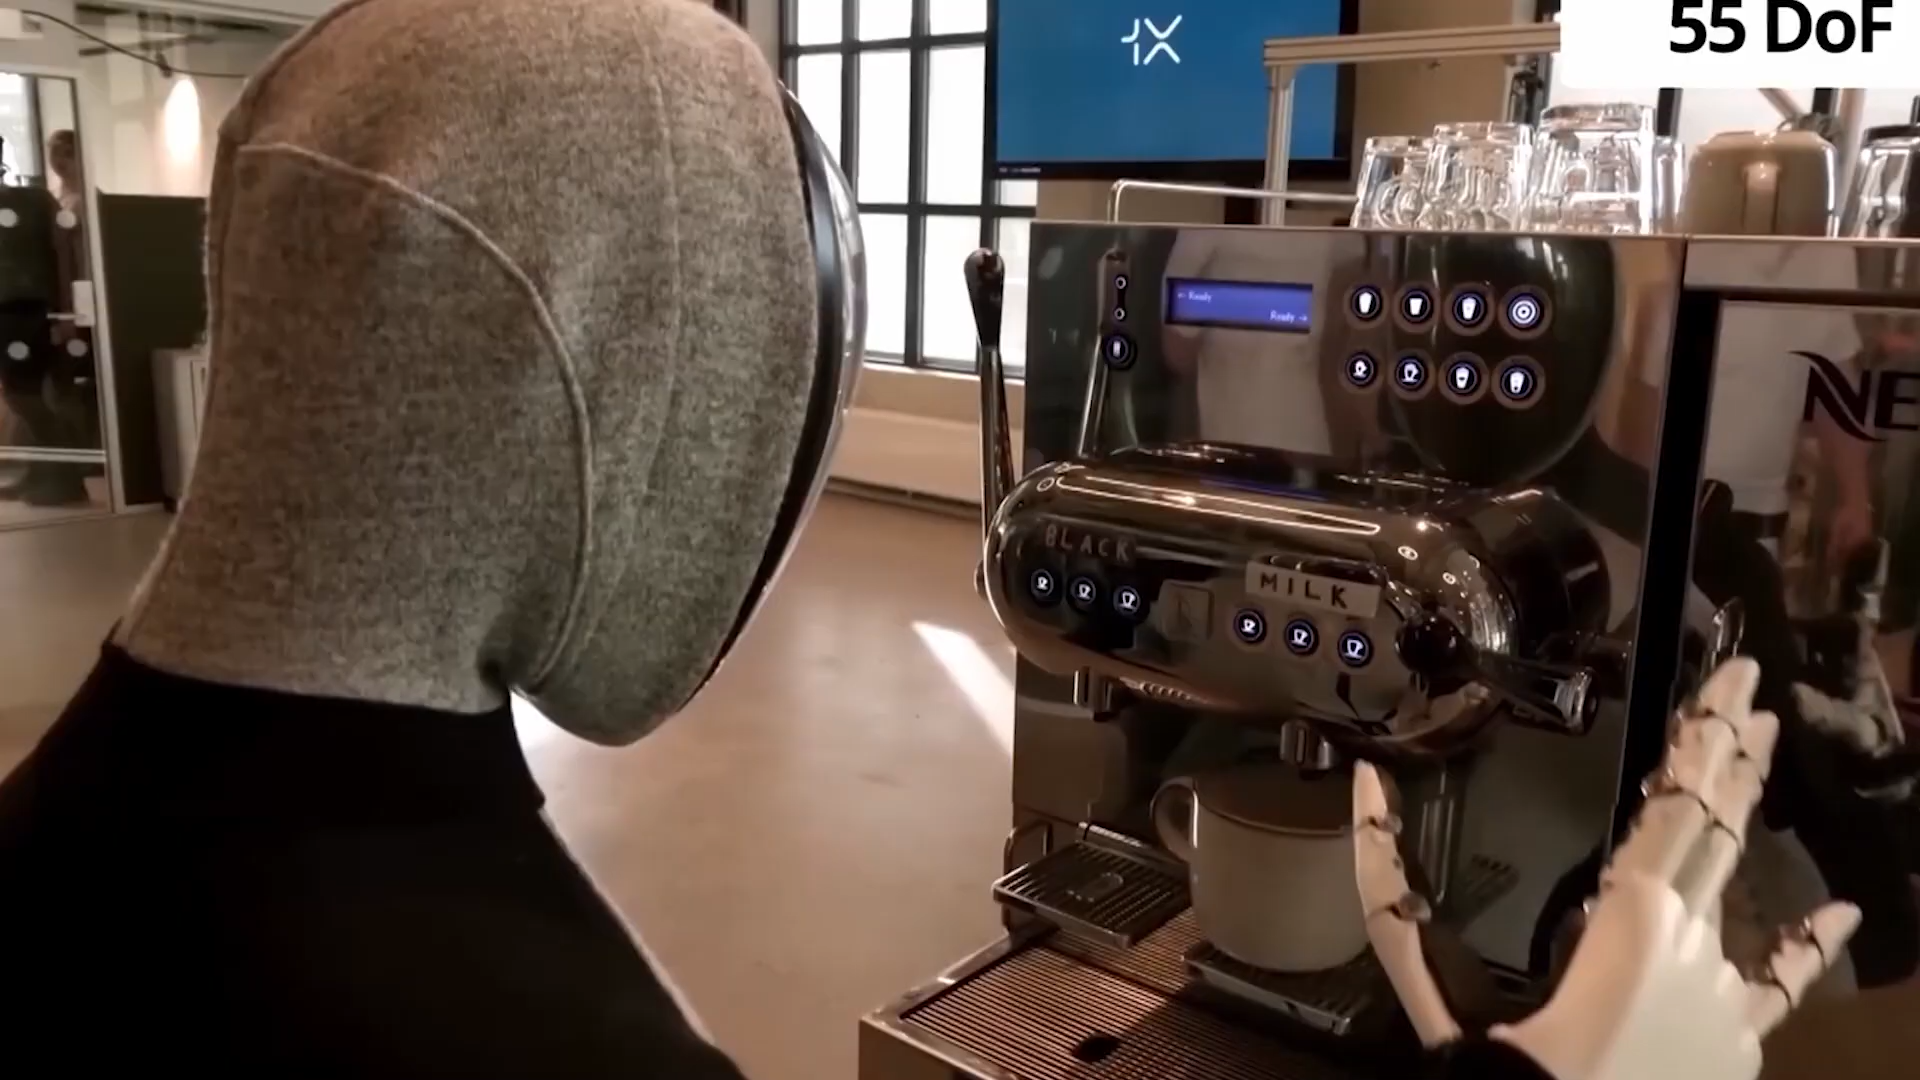 55 DoF
1X
← Ready
Ready →
NE
BLACK
MILK